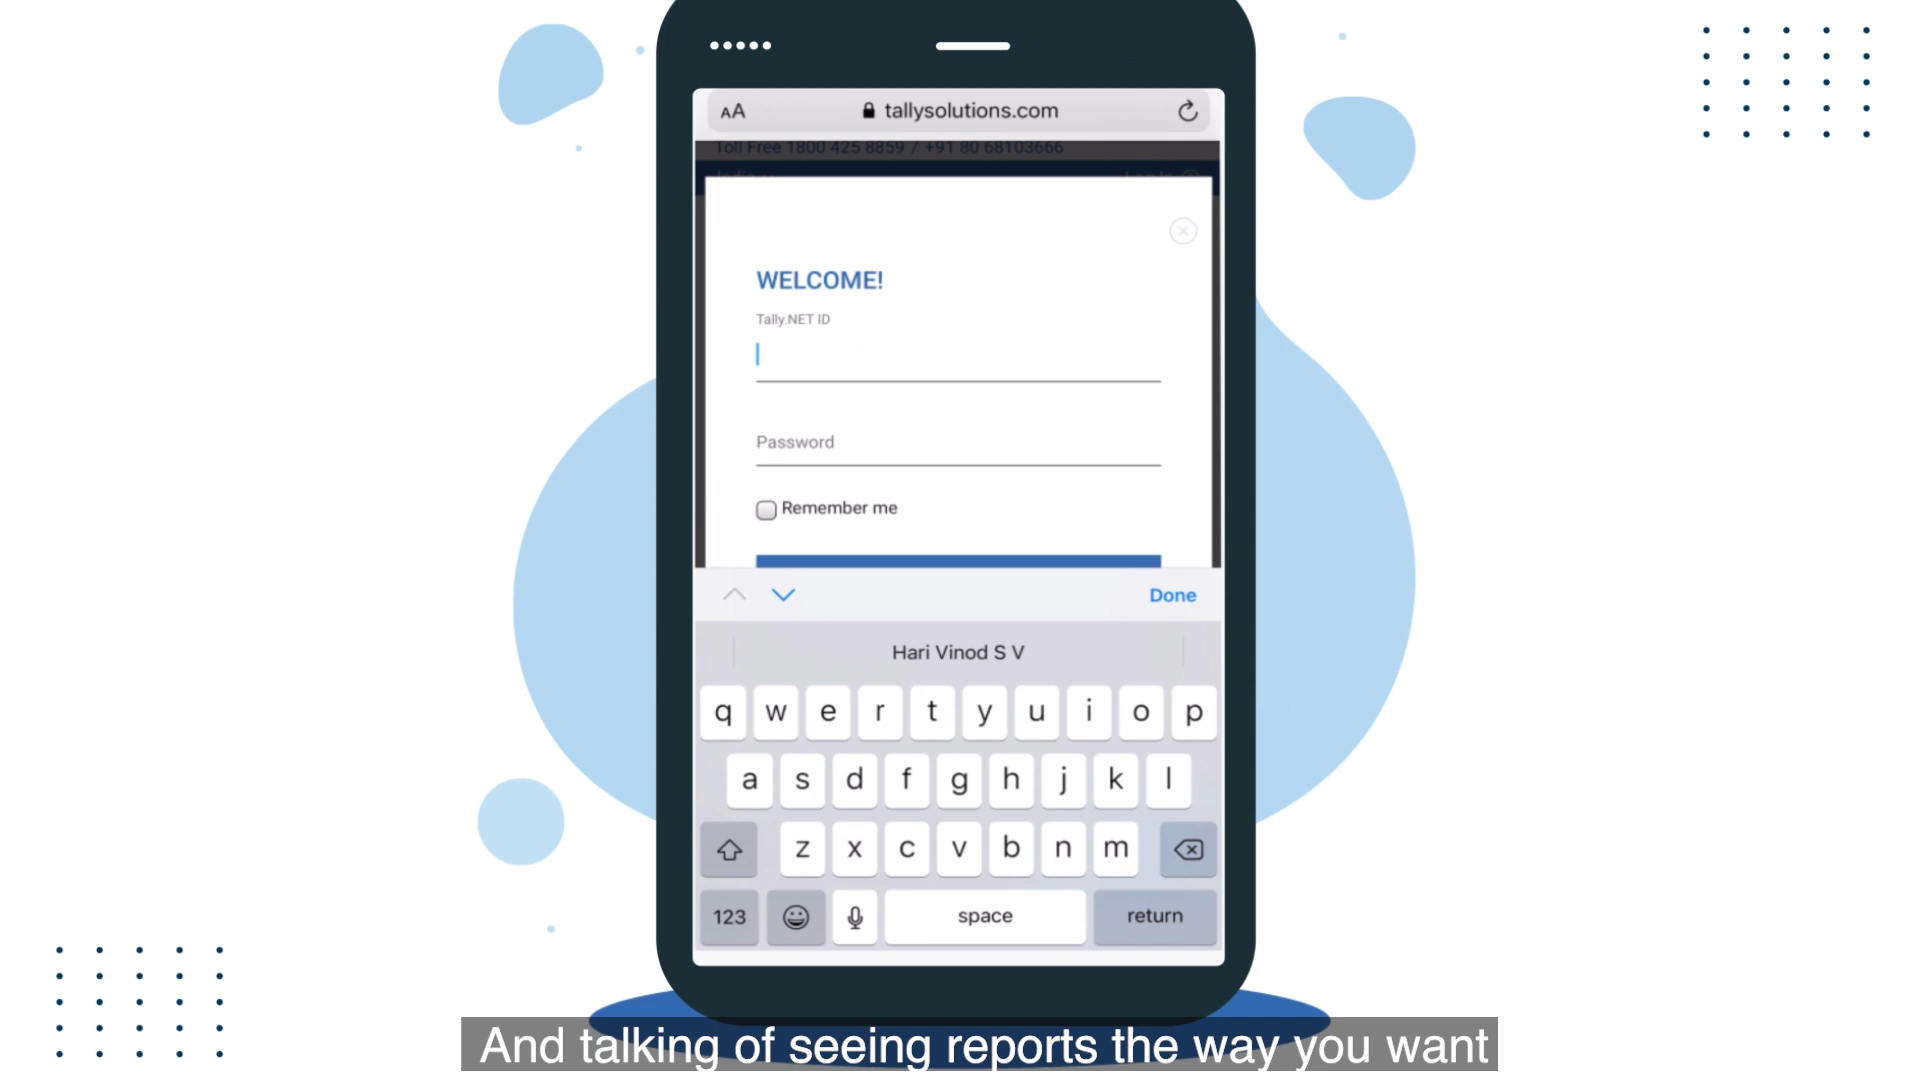 AA tallysolutions.com
Toll Free 1800 425 8859 / +91 80 68103666
WELCOME!
Tally.NET ID
Password
Remember me
Done
Hari Vinod S V
q w e r t y u i o p
a s d f g h j k l
z x c v b n m
123 space return
And talking of seeing reports the way you want